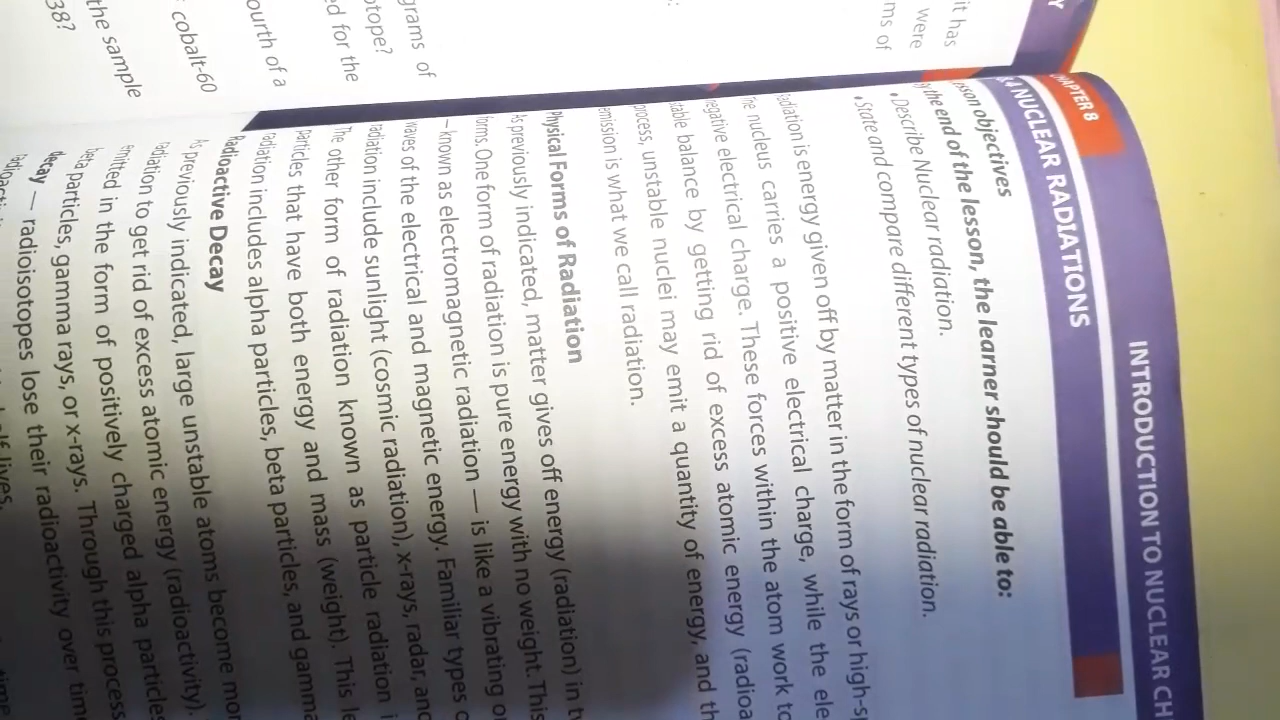 it has
were
ms of
grams of
otope?
ed for the
ourth of a
cobalt-60
the sample
38?
INTRODUCTION TO NUCLEAR CH
CHAPTER 8
8.4 NUCLEAR RADIATIONS
esson objectives
y the end of the lesson, the learner should be able to:
• Describe Nuclear radiation.
• State and compare different types of nuclear radiation.
adiation is energy given off by matter in the form of rays or high-sp
he nucleus carries a positive electrical charge, while the ele
negative electrical charge. These forces within the atom work to
stable balance by getting rid of excess atomic energy (radioa
process, unstable nuclei may emit a quantity of energy, and th
emission is what we call radiation.
Physical Forms of Radiation
As previously indicated, matter gives off energy (radiation) in tw
forms. One form of radiation is pure energy with no weight. This
— known as electromagnetic radiation — is like a vibrating o
waves of the electrical and magnetic energy. Familiar types o
radiation include sunlight (cosmic radiation), x-rays, radar, and
The other form of radiation known as particle radiation i
particles that have both energy and mass (weight). This le
radiation includes alpha particles, beta particles, and gamma
Radioactive Decay
As previously indicated, large unstable atoms become mor
radiation to get rid of excess atomic energy (radioactivity).
emitted in the form of positively charged alpha particles
beta particles, gamma rays, or x-rays. Through this process
decay — radioisotopes lose their radioactivity over time
half lives.